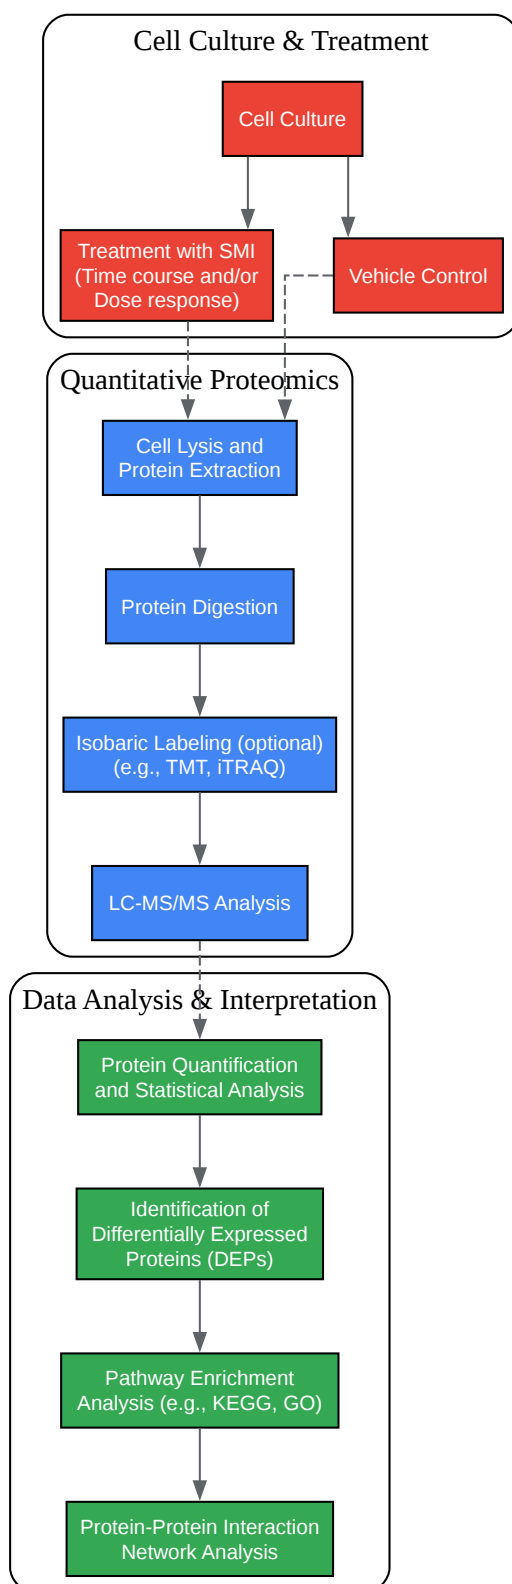 Cell Culture & Treatment
Cell Culture
Treatment with SMI
(Time course and/or
Dose response)
Vehicle Control
Quantitative Proteomics
Cell Lysis and
Protein Extraction
Protein Digestion
Isobaric Labeling (optional)
(e.g., TMT, iTRAQ)
LC-MS/MS Analysis
Data Analysis & Interpretation
Protein Quantification
and Statistical Analysis
Identification of
Differentially Expressed
Proteins (DEPs)
Pathway Enrichment
Analysis (e.g., KEGG, GO)
Protein-Protein Interaction
Network Analysis